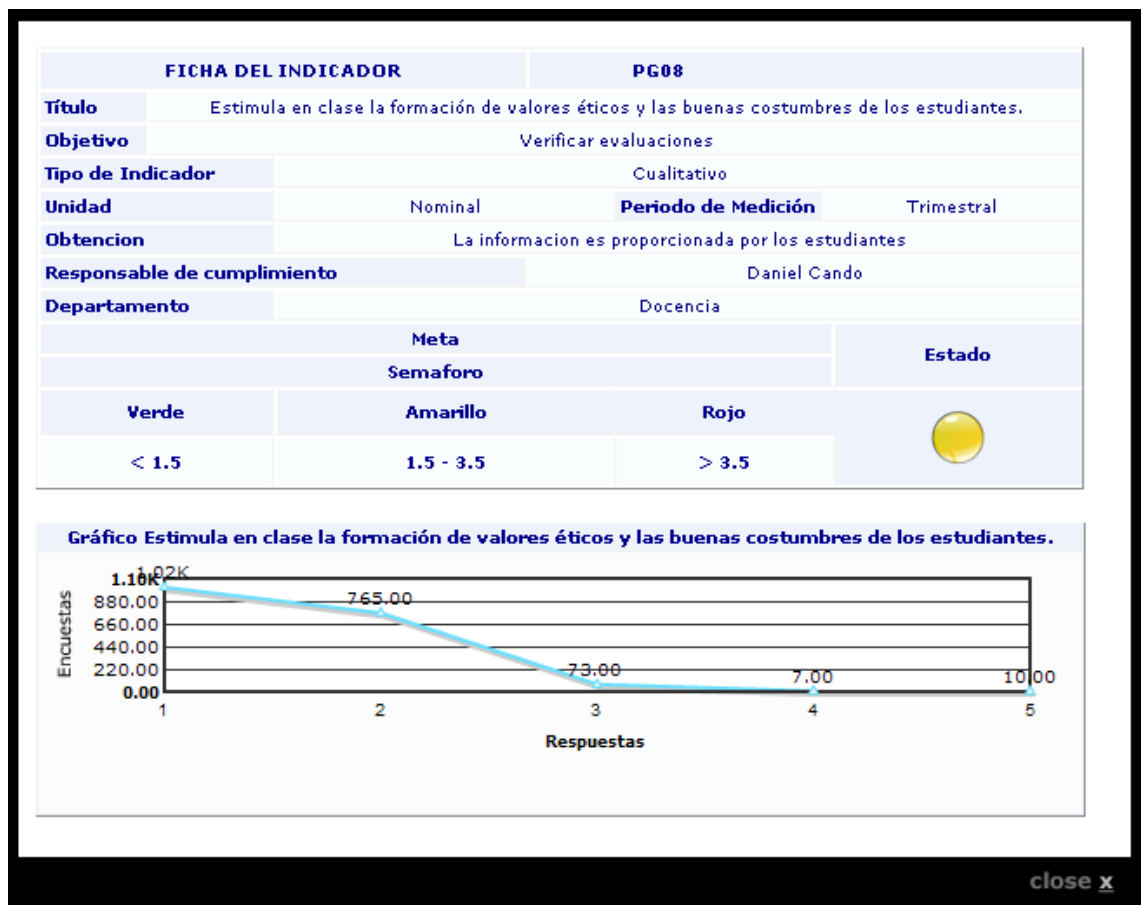 FICHA DEL INDICADOR PG08
Título Estimula en clase la formación de valores éticos y las buenas costumbres de los estudiantes.
Objetivo Verificar evaluaciones
Tipo de Indicador Cualitativo
Unidad Nominal Periodo de Medición Trimestral
Obtencion La informacion es proporcionada por los estudiantes
Responsable de cumplimiento Daniel Cando
Departamento Docencia
Meta
Estado
Semaforo
Verde Amarillo Rojo
< 1.5 1.5 - 3.5 > 3.5
Gráfico Estimula en clase la formación de valores éticos y las buenas costumbres de los estudiantes.
1.02K
1.10K
880.00 765.00
660.00
Encuestas
440.00
220.00 73.00 7.00 10.00
0.00
1 2 3 4 5
Respuestas
close x